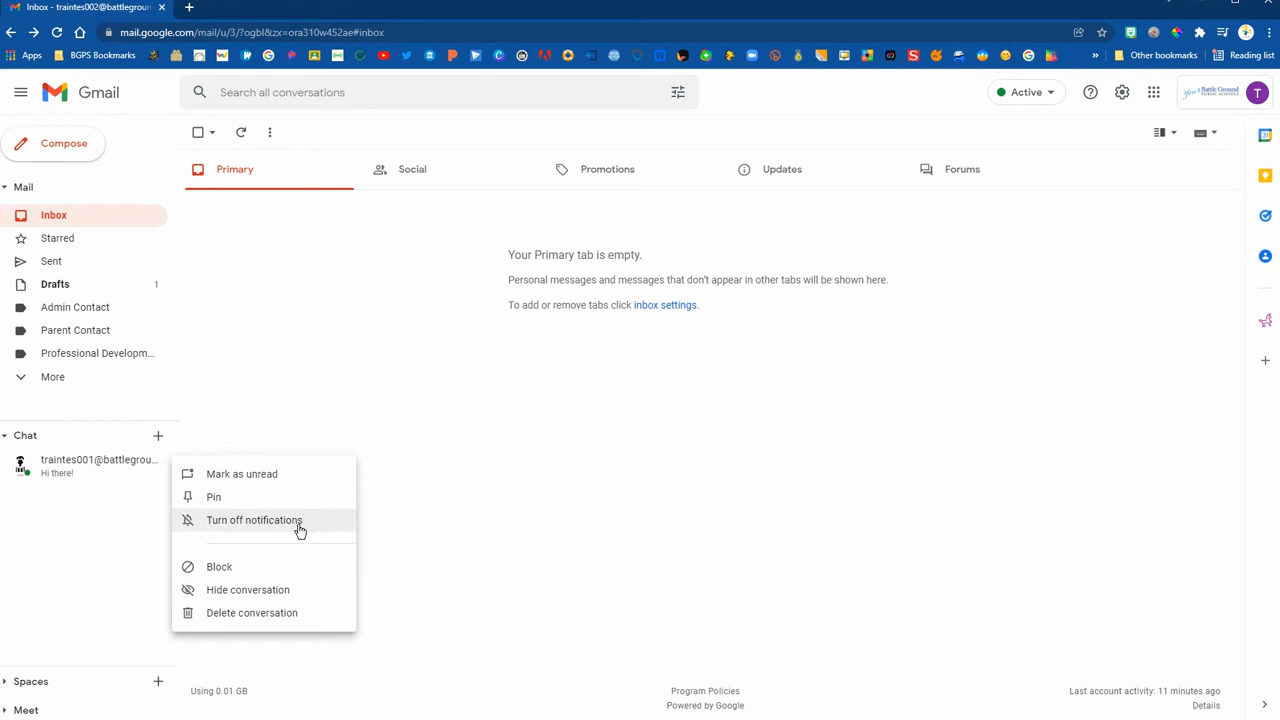 Inbox - traintes002@battleground
mail.google.com/mail/u/3/?ogbl&zx=ora310w452ae#inbox
Apps BGPS Bookmarks Other bookmarks Reading list
Gmail Search all conversations Active T
Compose
Primary Social Promotions Updates Forums
Mail
Inbox
Starred
Sent
Drafts 1
Admin Contact
Parent Contact
Professional Developm...
More
Your Primary tab is empty.
Personal messages and messages that don't appear in other tabs will be shown here.
To add or remove tabs click inbox settings.
Chat
traintes001@battlegrou...
Hi there!
Mark as unread
Pin
Turn off notifications
Block
Hide conversation
Delete conversation
Spaces
Meet
Using 0.01 GB
Program Policies
Powered by Google
Last account activity: 11 minutes ago
Details